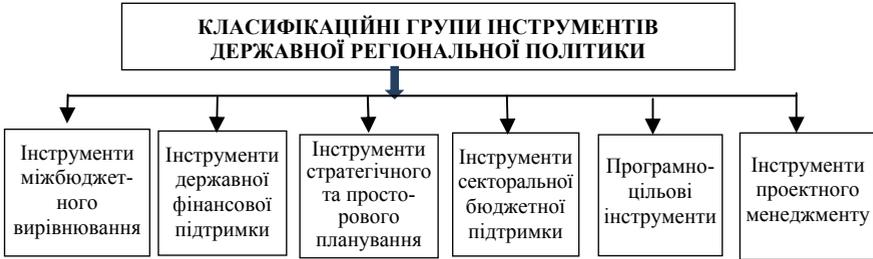 КЛАСИФІКАЦІЙНІ ГРУПИ ІНСТРУМЕНТІВ
ДЕРЖАВНОЇ РЕГІОНАЛЬНОЇ ПОЛІТИКИ
Інструменти
міжбюджет-
ного
вирівнювання
Інструменти
державної
фінансової
підтримки
Інструменти
стратегічного
та просто-
рового
планування
Інструменти
секторальної
бюджетної
підтримки
Програмно-
цільові
інструменти
Інструменти
проектного
менеджменту